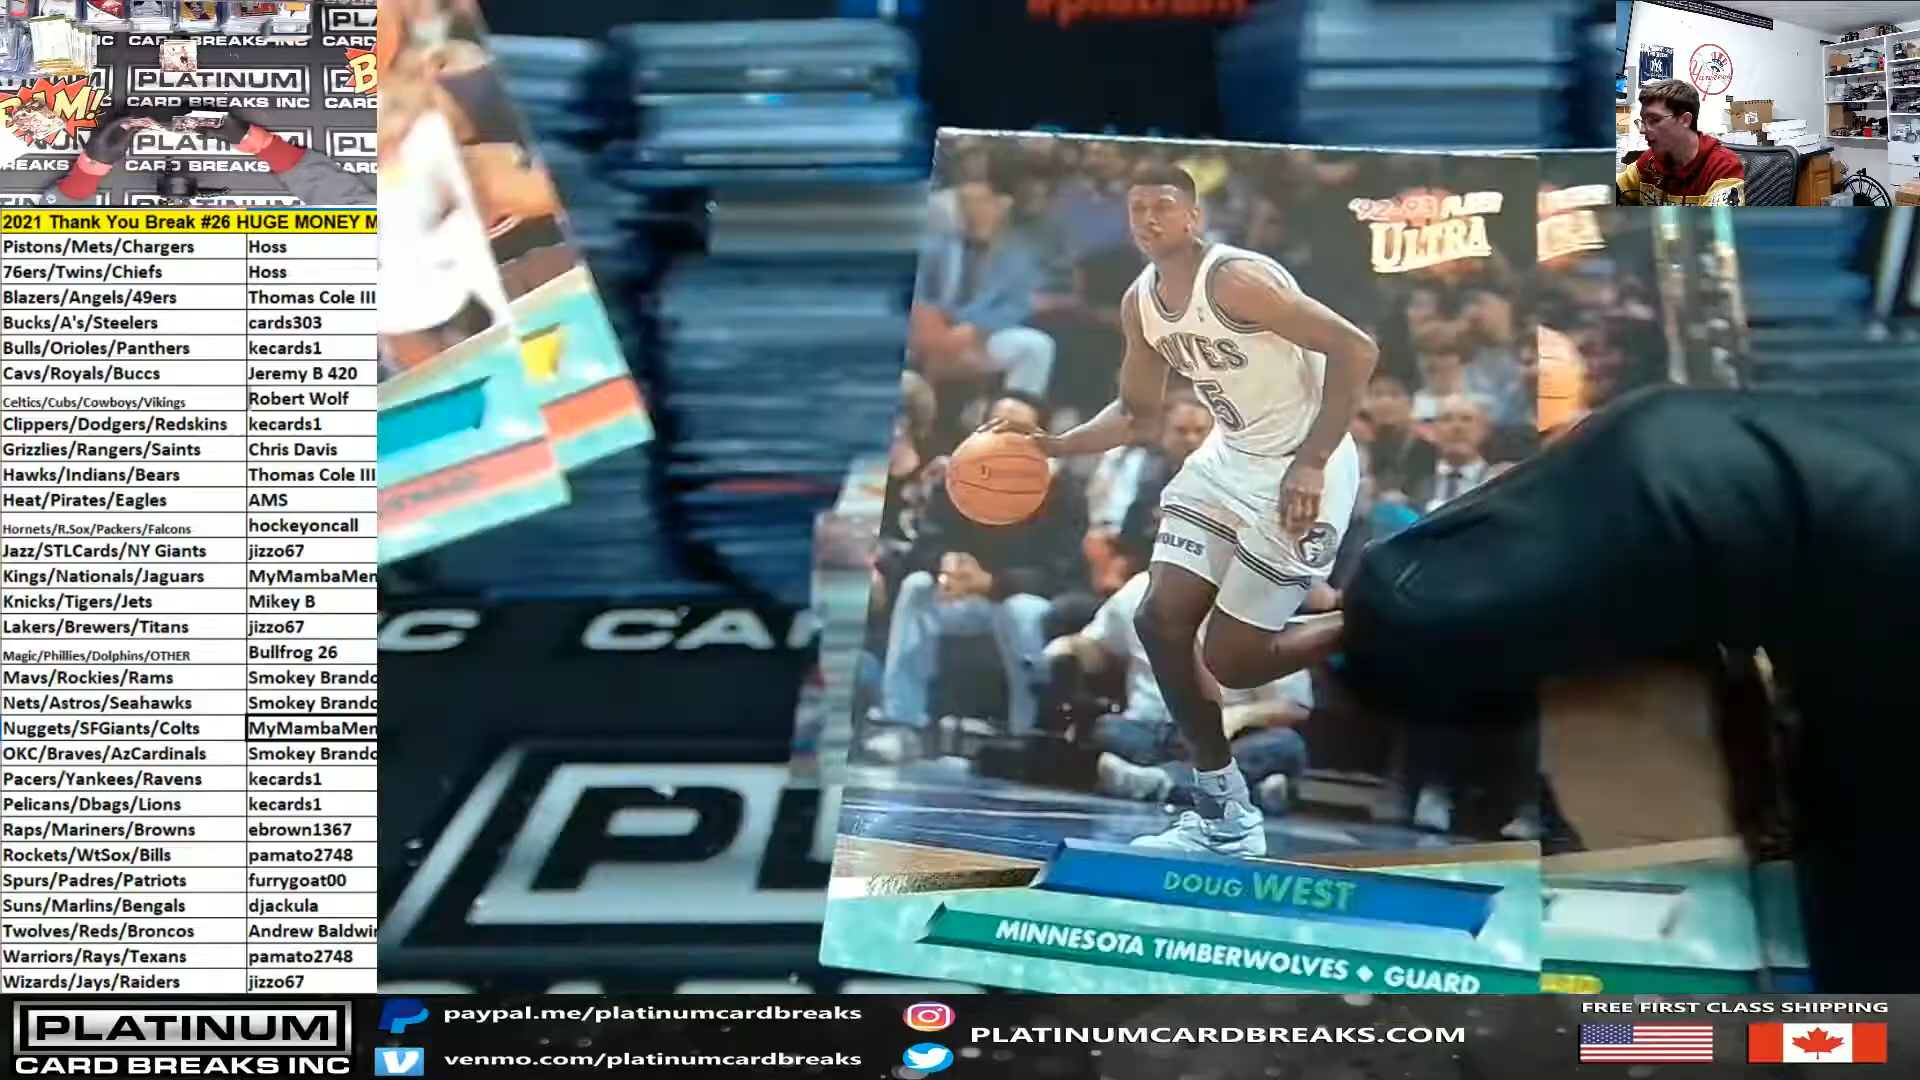 PLATINUM
CARD BREAKS INC
BAM!
2021 Thank You Break #26 HUGE MONEY M
Pistons/Mets/Chargers Hoss
76ers/Twins/Chiefs Hoss
Blazers/Angels/49ers Thomas Cole III
Bucks/A's/Steelers cards303
Bulls/Orioles/Panthers kecards1
Cavs/Royals/Buccs Jeremy B 420
Celtics/Cubs/Cowboys/Vikings Robert Wolf
Clippers/Dodgers/Redskins kecards1
Grizzlies/Rangers/Saints Chris Davis
Hawks/Indians/Bears Thomas Cole III
Heat/Pirates/Eagles AMS
Hornets/R.Sox/Packers/Falcons hockeyoncall
Jazz/STLCards/NY Giants jizzo67
Kings/Nationals/Jaguars MyMambaMen
Knicks/Tigers/Jets Mikey B
Lakers/Brewers/Titans jizzo67
Magic/Phillies/Dolphins/OTHER Bullfrog 26
Mavs/Rockies/Rams Smokey Brando
Nets/Astros/Seahawks Smokey Brando
Nuggets/SFGiants/Colts MyMambaMen
OKC/Braves/AzCardinals Smokey Brando
Pacers/Yankees/Ravens kecards1
Pelicans/Dbags/Lions kecards1
Raps/Mariners/Browns ebrown1367
Rockets/WtSox/Bills pamato2748
Spurs/Padres/Patriots furrygoat00
Suns/Marlins/Bengals djackula
Twolves/Reds/Broncos Andrew Baldwin
Warriors/Rays/Texans pamato2748
Wizards/Jays/Raiders jizzo67
'92-93 FLEER
ULTRA
WOLVES
5
WOLVES
DOUG WEST
MINNESOTA TIMBERWOLVES ♦ GUARD
Yankees
PLATINUM
CARD BREAKS INC
paypal.me/platinumcardbreaks
venmo.com/platinumcardbreaks
PLATINUMCARDBREAKS.COM
FREE FIRST CLASS SHIPPING